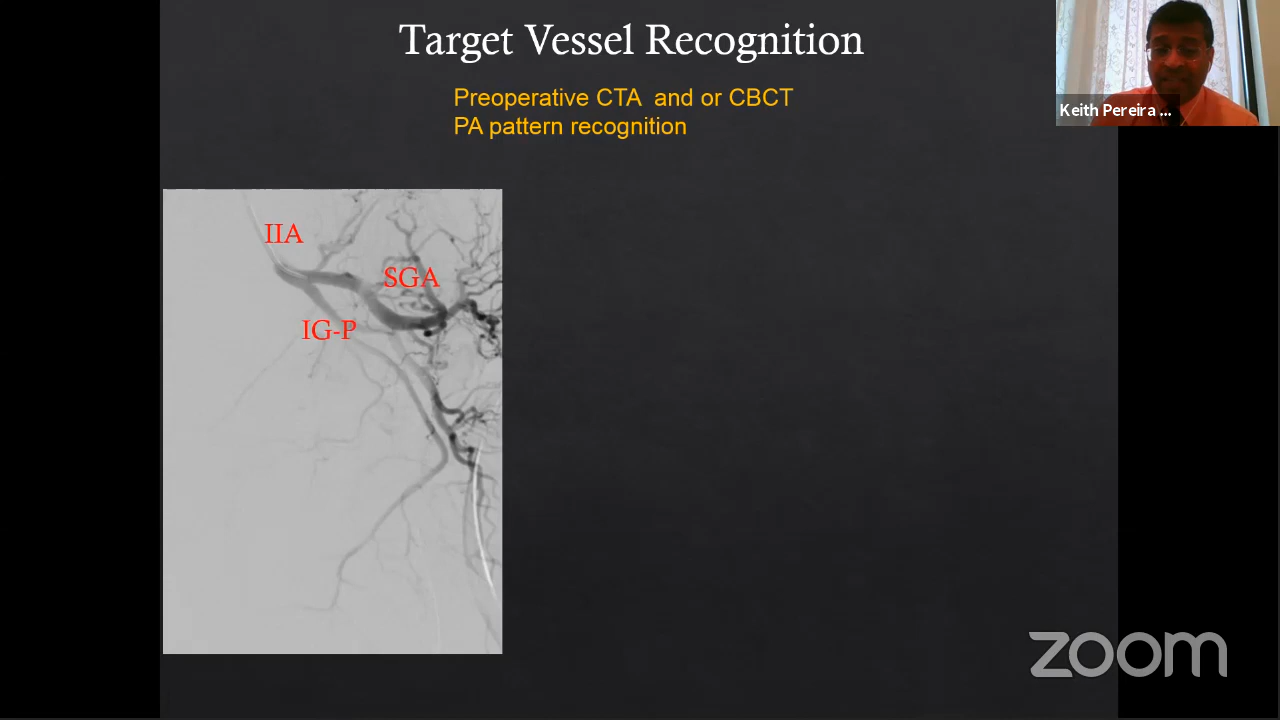 Target Vessel Recognition
Preoperative CTA and or CBCT
PA pattern recognition
Keith Pereira ...
IIA
SGA
IG-P
zoom